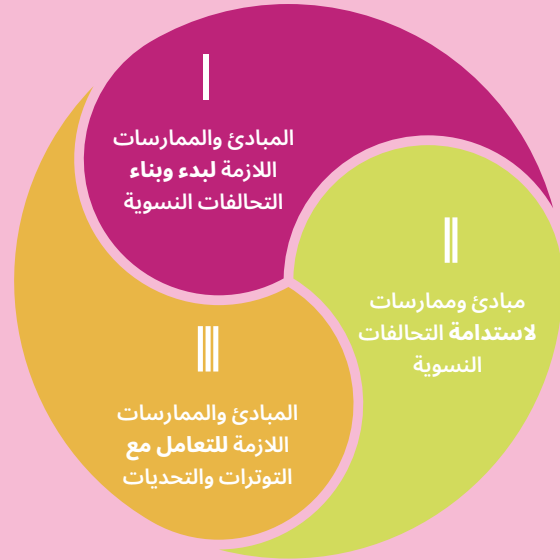 I
المبادئ والممارسات
اللازمة لبدء وبناء
التحالفات النسوية
II
مبادئ وممارسات
لاستدامة التحالفات
النسوية
III
المبادئ والممارسات
اللازمة للتعامل مع
التوترات والتحديات